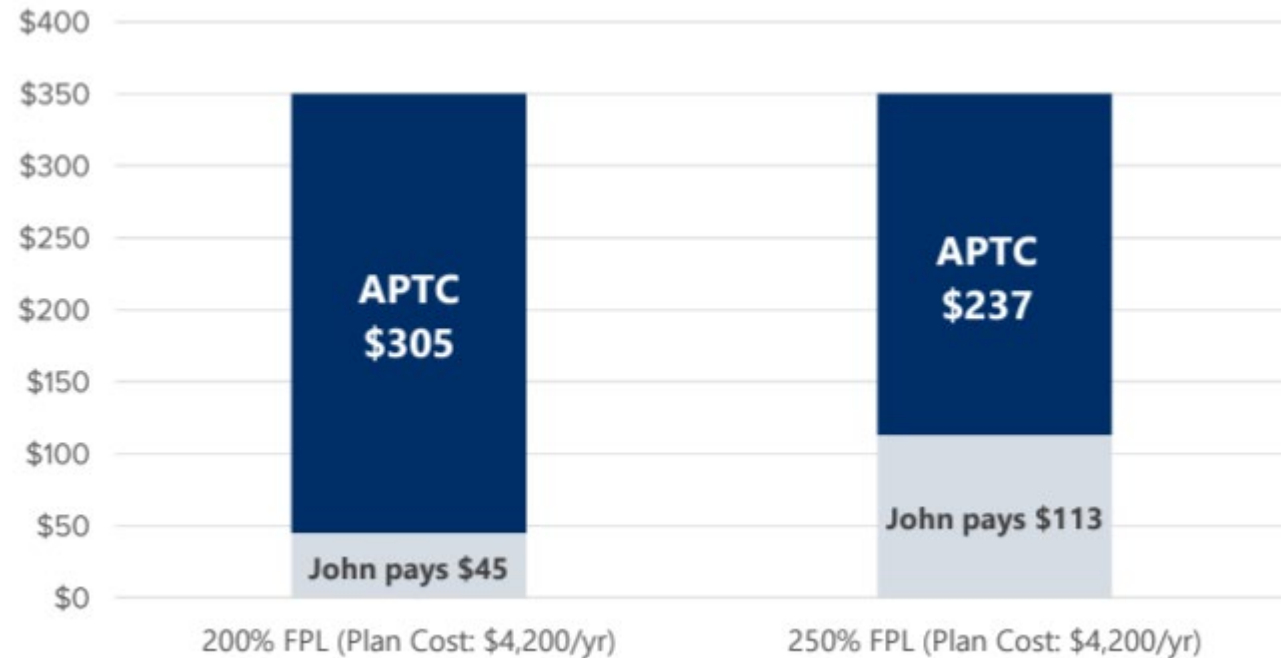 $400
$350
$300
$250
$200
$150
$100
$50
$0
APTC
$305
John pays $45
APTC
$237
John pays $113
200% FPL (Plan Cost: $4,200/yr)
250% FPL (Plan Cost: $4,200/yr)